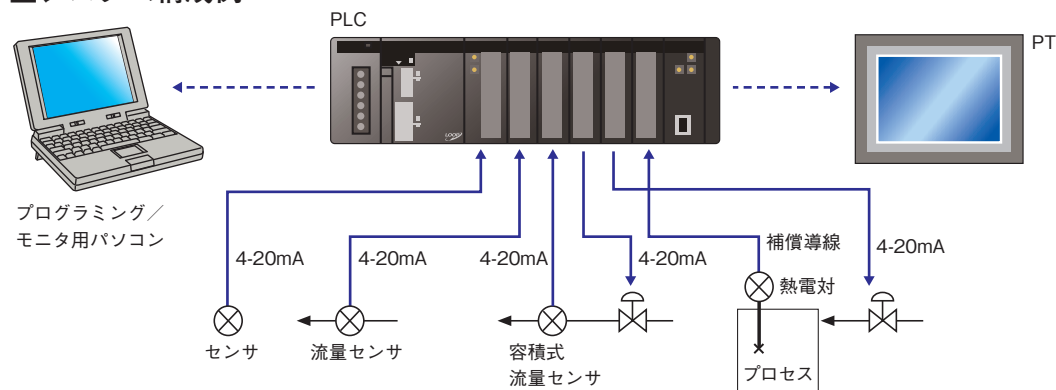 PLC
PT
プログラミング／
モニタ用パソコン
4-20mA
4-20mA
4-20mA
4-20mA
補償導線
4-20mA
熱電対
センサ
流量センサ
容積式
流量センサ
プロセス